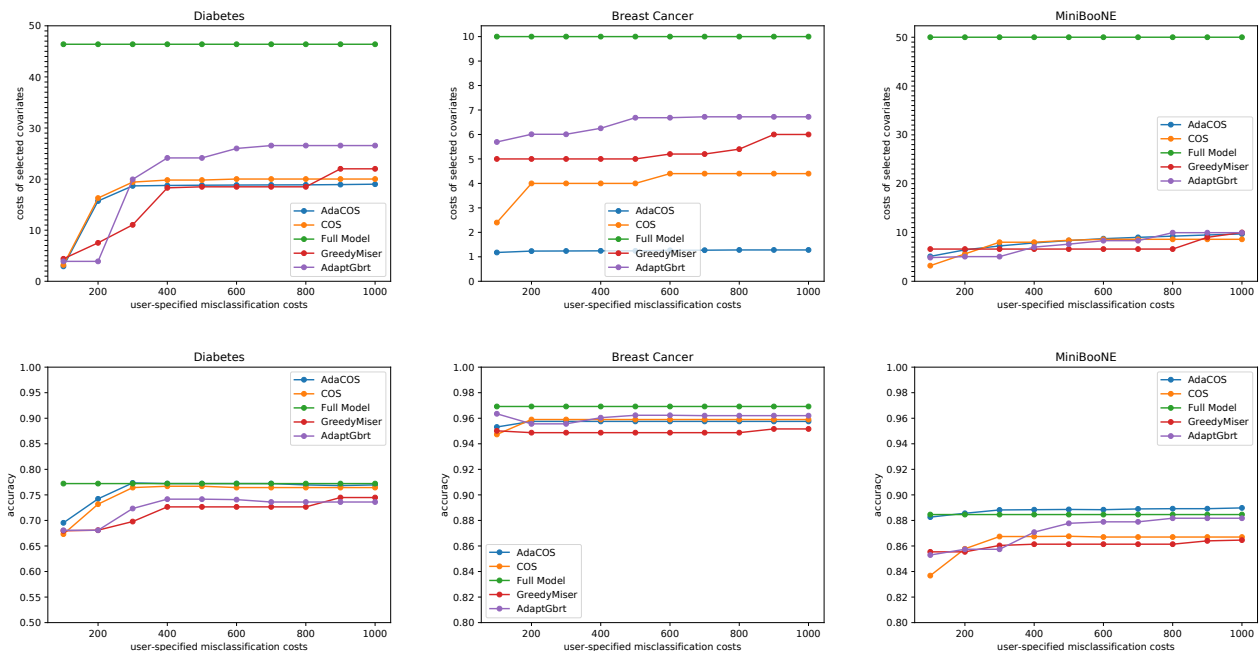 Diabetes
50
40
30
20
10
0
costs of selected covariates
200 400 600 800 1000
user-specified misclassification costs
AdaCOS
COS
Full Model
GreedyMiser
AdaptGbrt
Breast Cancer
10
9
8
7
6
5
4
3
2
1
0
costs of selected covariates
200 400 600 800 1000
user-specified misclassification costs
AdaCOS
COS
Full Model
GreedyMiser
AdaptGbrt
MiniBooNE
50
40
30
20
10
0
costs of selected covariates
200 400 600 800 1000
user-specified misclassification costs
AdaCOS
COS
Full Model
GreedyMiser
AdaptGbrt
Diabetes
1.00
0.95
0.90
0.85
0.80
0.75
0.70
0.65
0.60
0.55
0.50
accuracy
200 400 600 800 1000
user-specified misclassification costs
AdaCOS
COS
Full Model
GreedyMiser
AdaptGbrt
Breast Cancer
1.00
0.98
0.96
0.94
0.92
0.90
0.88
0.86
0.84
0.82
0.80
accuracy
200 400 600 800 1000
user-specified misclassification costs
AdaCOS
COS
Full Model
GreedyMiser
AdaptGbrt
MiniBooNE
1.00
0.98
0.96
0.94
0.92
0.90
0.88
0.86
0.84
0.82
0.80
accuracy
200 400 600 800 1000
user-specified misclassification costs
AdaCOS
COS
Full Model
GreedyMiser
AdaptGbrt